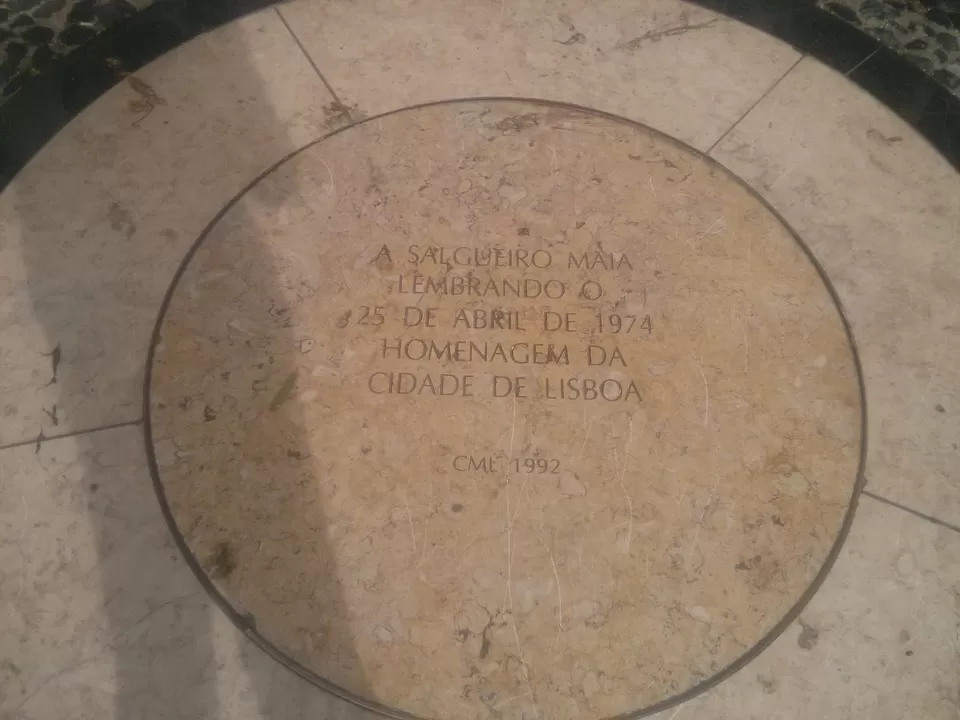 A SALGUEIRO MAIA
LEMBRANDO O
25 DE ABRIL DE 1974
HOMENAGEM DA
CIDADE DE LISBOA
CML 1992